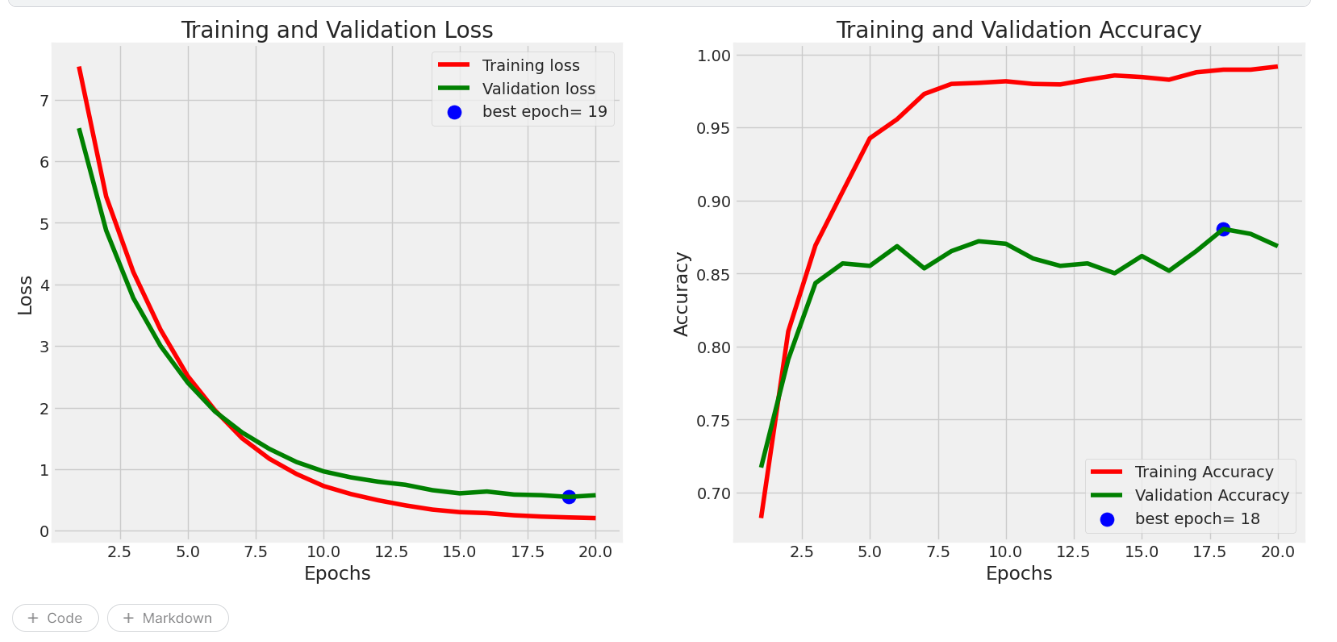 Training and Validation Loss
Training loss
Validation loss
best epoch= 19
7
6
5
4
3
2
1
0
Loss
2.5 5.0 7.5 10.0 12.5 15.0 17.5 20.0
Epochs
Training and Validation Accuracy
1.00
0.95
0.90
0.85
0.80
0.75
0.70
Accuracy
Training Accuracy
Validation Accuracy
best epoch= 18
2.5 5.0 7.5 10.0 12.5 15.0 17.5 20.0
Epochs
+ Code + Markdown